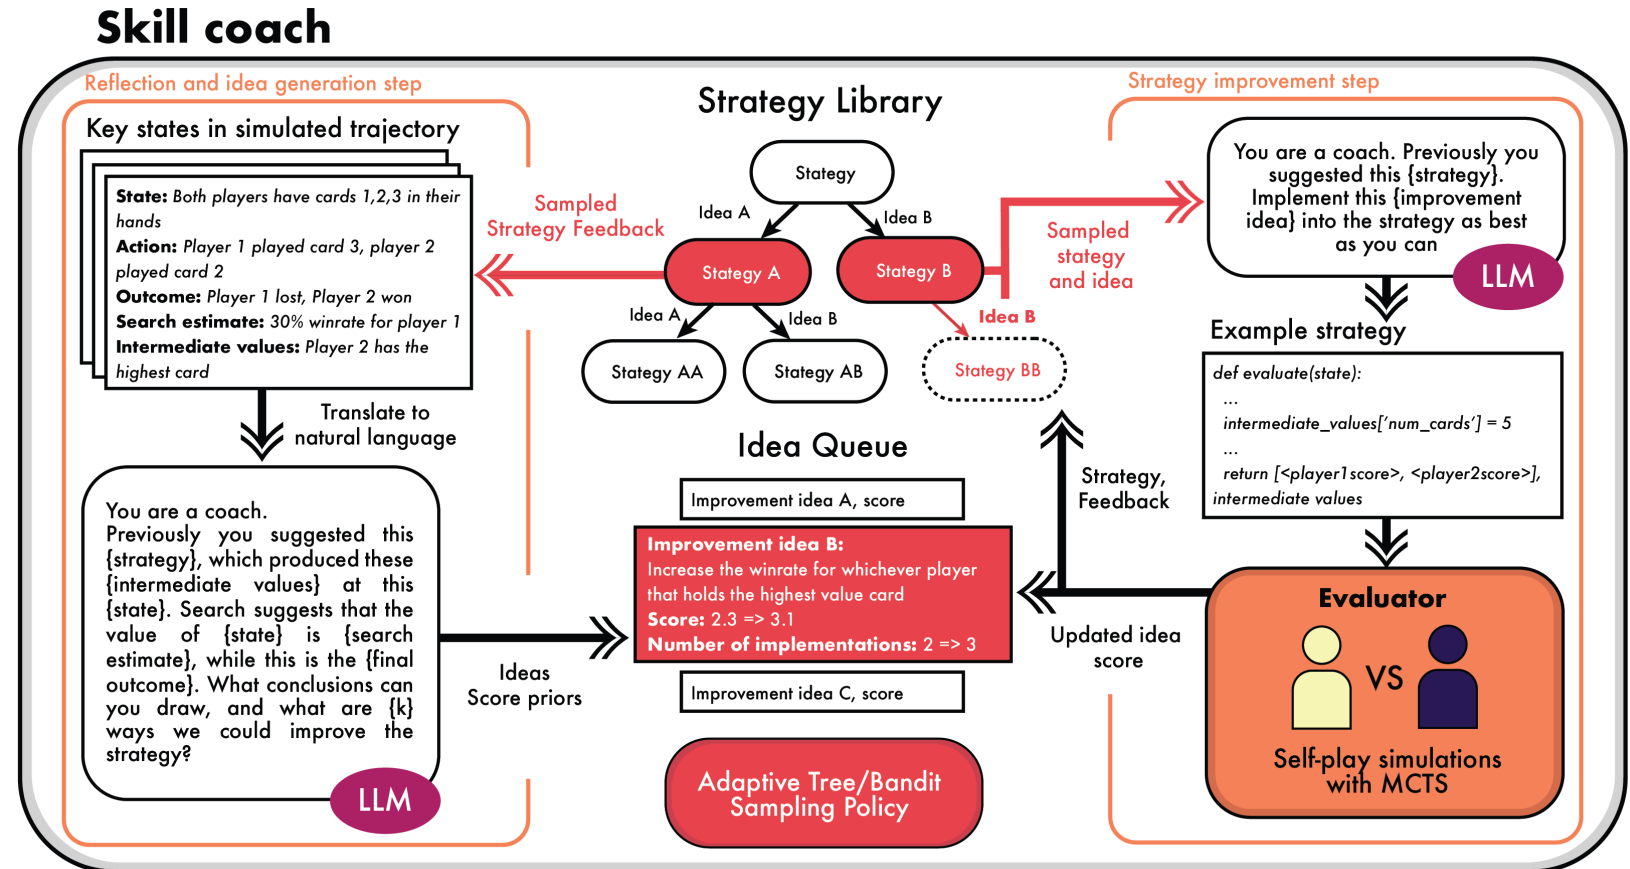 Skill coach
Reflection and idea generation step
Key states in simulated trajectory
State: Both players have cards 1,2,3 in their
hands
Action: Player 1 played card 3, player 2
played card 2
Outcome: Player 1 lost, Player 2 won
Search estimate: 30% winrate for player 1
Intermediate values: Player 2 has the
highest card
Translate to
natural language
You are a coach.
Previously you suggested this
{strategy}, which produced these
{intermediate values} at this
{state}. Search suggests that the
value of {state} is {search
estimate}, while this is the {final
outcome}. What conclusions can
you draw, and what are {k}
ways we could improve the
strategy?
LLM
Sampled
Strategy Feedback
Ideas
Score priors
Strategy Library
Stategy
Idea A
Idea B
Stategy A
Stategy B
Idea A
Idea B
Idea B
Stategy AA
Stategy AB
Stategy BB
Idea Queue
Improvement idea A, score
Improvement idea B:
Increase the winrate for whichever player
that holds the highest value card
Score: 2.3 => 3.1
Number of implementations: 2 => 3
Improvement idea C, score
Adaptive Tree/Bandit
Sampling Policy
Sampled
stategy
and idea
Strategy,
Feedback
Updated idea
score
Strategy improvement step
You are a coach. Previously you
suggested this {strategy}.
Implement this {improvement
idea} into the strategy as best
as you can
LLM
Example strategy
def evaluate(state):
...
intermediate_values['num_cards'] = 5
...
return [<player1score>, <player2score>],
intermediate values
Evaluator
VS
Self-play simulations
with MCTS